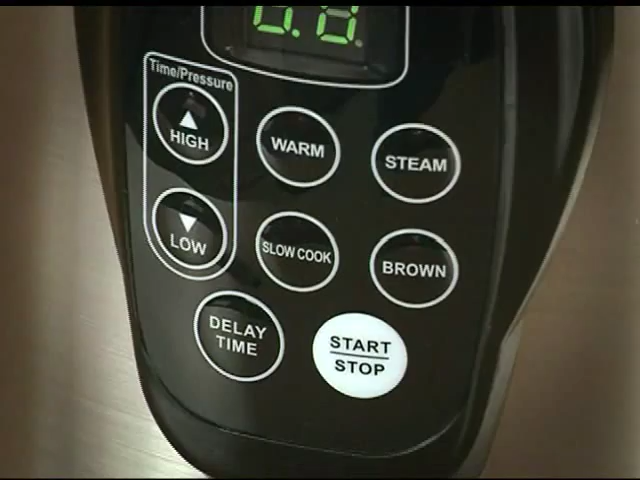 Time/Pressure
HIGH
WARM
STEAM
LOW
SLOW COOK
BROWN
DELAY
TIME
START
STOP